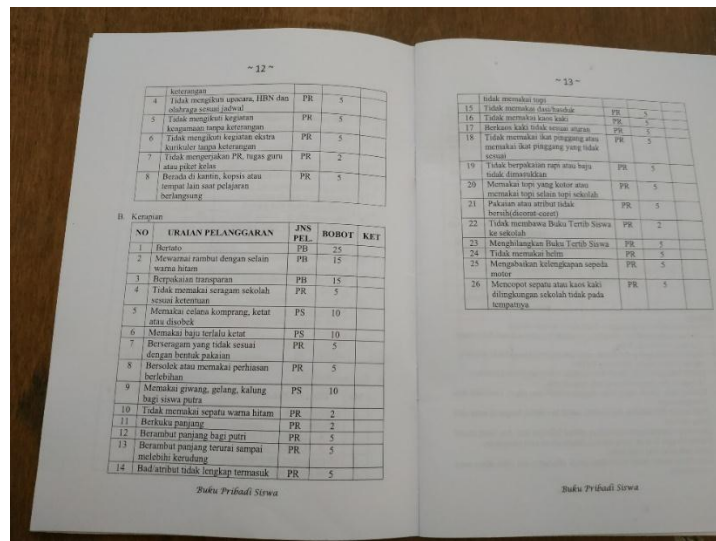 ~ 12 ~
keterangan
4 Tidak mengikuti upacara, HBN dan PR 5
olahraga sesuai jadwal
5 Tidak mengikuti kegiatan PR 5
keagamaan tanpa keterangan
6 Tidak mengikuti kegiatan ekstra PR 5
kurikuler tanpa keterangan
7 Tidak mengerjakan PR, tugas guru PR 2
atau piket kelas
8 Berada di kantin, kopsis atau PR 5
tempat lain saat pelajaran
berlangsung
B. Kerapian
NO URAIAN PELANGGARAN JNS PEL. BOBOT KET
1 Bertato PB 25
2 Mewarnai rambut dengan selain PB 15
warna hitam
3 Berpakaian transparan PB 15
4 Tidak memakai seragam sekolah PR 5
sesuai ketentuan
5 Memakai celana komprang, ketat PS 10
atau disobek
6 Memakai baju terlalu ketat PS 10
7 Berseragam yang tidak sesuai PR 5
dengan bentuk pakaian
8 Bersolek atau memakai perhiasan PR 5
berlebihan
9 Memakai giwang, gelang, kalung PS 10
bagi siswa putra
10 Tidak memakai sepatu warna hitam PR 2
11 Berkuku panjang PR 2
12 Berambut panjang bagi putri PR 5
13 Berambut panjang terurai sampai PR 5
melebihi kerudung
14 Bad/atribut tidak lengkap termasuk PR 5
Buku Pribadi Siswa
~ 13 ~
tidak memakai topi
15 Tidak memakai dasi/hasduk PR 5
16 Tidak memakai kaos kaki PR 5
17 Berkaos kaki tidak sesuai aturan PR 5
18 Tidak memakai ikat pinggang atau PR 5
memakai ikat pinggang yang tidak
sesuai
19 Tidak berpakaian rapi atau baju PR 5
tidak dimasukkan
20 Memakai topi yang kotor atau PR 5
memakai topi selain topi sekolah
21 Pakaian atau atribut tidak PR 5
bersih(dicorat-coret)
22 Tidak membawa Buku Tertib Siswa PR 2
ke sekolah
23 Menghilangkan Buku Tertib Siswa PR 5
24 Tidak memakai helm PR 5
25 Mengabaikan kelengkapan sepeda PR 5
motor
26 Mencopot sepatu atau kaos kaki PR 5
dilingkungan sekolah tidak pada
tempatnya
Buku Pribadi Siswa